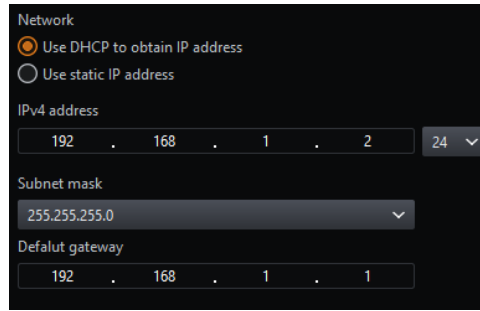 Network
Use DHCP to obtain IP address
Use static IP address
IPv4 address
192 . 168 . 1 . 2 24
Subnet mask
255.255.255.0
Defalut gateway
192 . 168 . 1 . 1